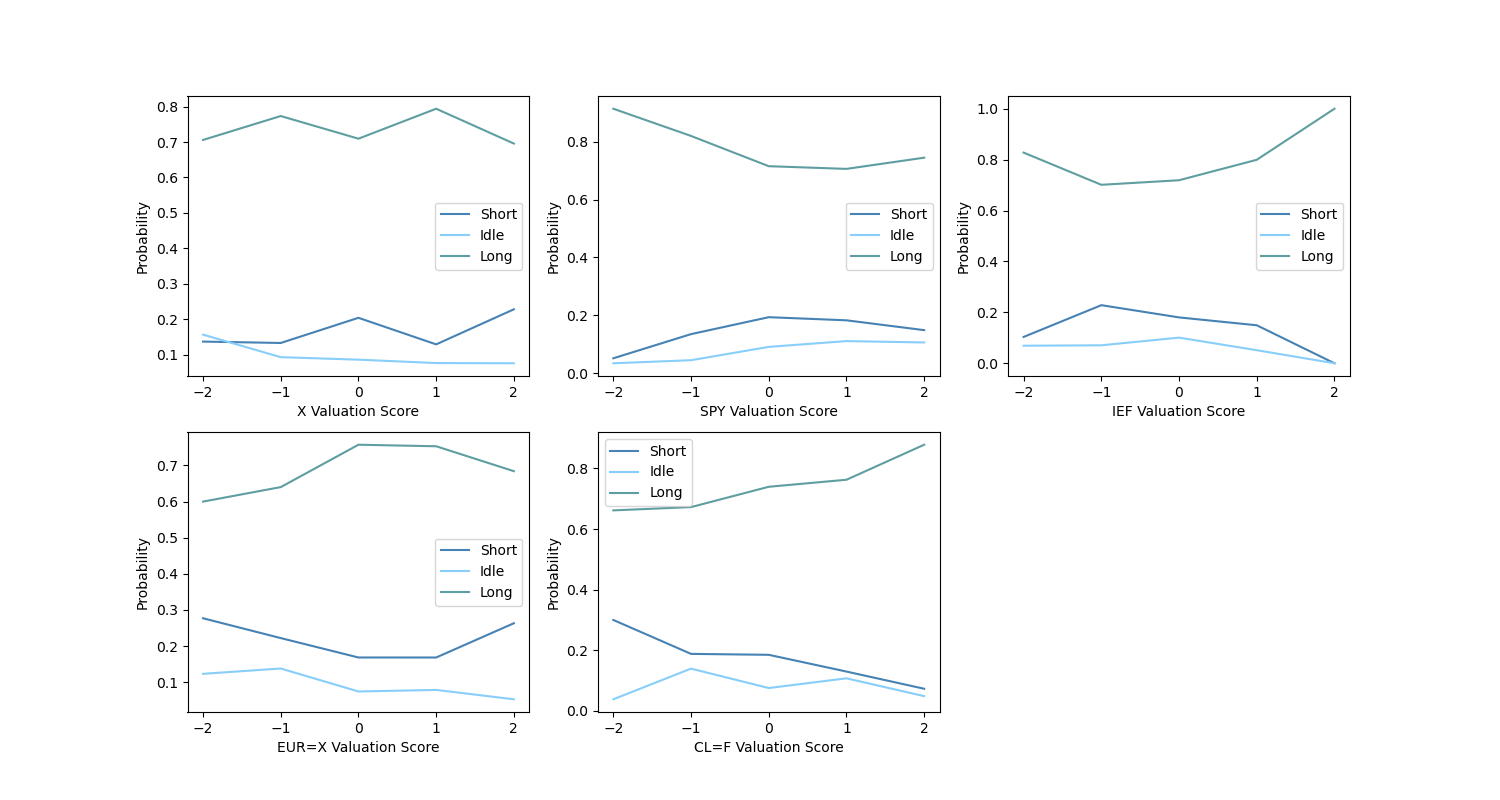 0.8
0.7
0.6
0.5
0.4
0.3
0.2
0.1
Probability
Short
Idle
Long
−2 −1 0 1 2
X Valuation Score
0.8
0.6
0.4
0.2
0.0
Probability
Short
Idle
Long
−2 −1 0 1 2
SPY Valuation Score
1.0
0.8
0.6
0.4
0.2
0.0
Probability
Short
Idle
Long
−2 −1 0 1 2
IEF Valuation Score
0.7
0.6
0.5
0.4
0.3
0.2
0.1
Probability
Short
Idle
Long
−2 −1 0 1 2
EUR=X Valuation Score
0.8
0.6
0.4
0.2
0.0
Probability
Short
Idle
Long
−2 −1 0 1 2
CL=F Valuation Score